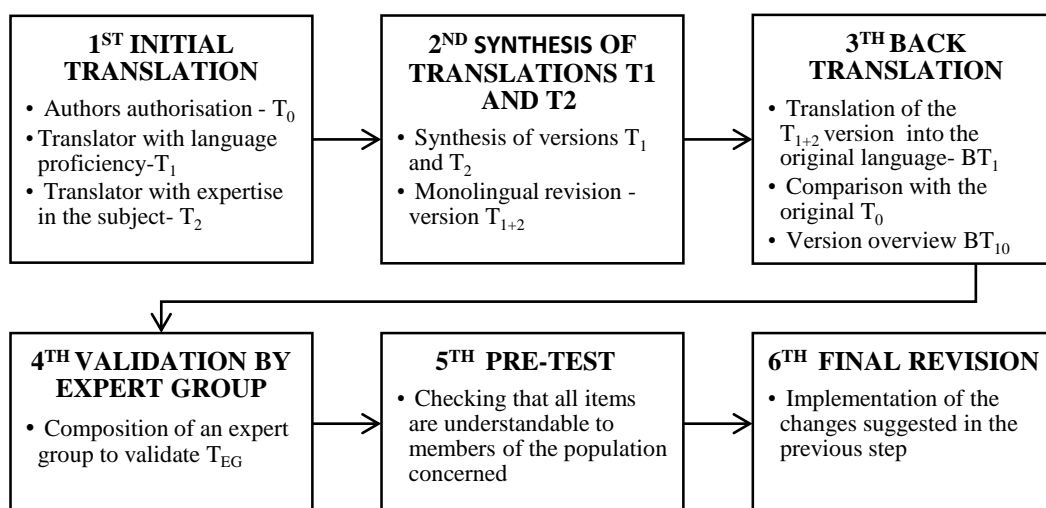 1ST INITIAL
TRANSLATION
• Authors authorisation - T0
• Translator with language
proficiency-T1
• Translator with expertise
in the subject- T2
2ND SYNTHESIS OF
TRANSLATIONS T1
AND T2
• Synthesis of versions T1
and T2
• Monolingual revision -
version T1+2
3TH BACK
TRANSLATION
• Translation of the
T1+2 version into the
original language- BT1
• Comparison with the
original T0
• Version overview BT10
4TH VALIDATION BY
EXPERT GROUP
• Composition of an expert
group to validate TEG
5TH PRE-TEST
• Checking that all items
are understandable to
members of the population
concerned
6TH FINAL REVISION
• Implementation of the
changes suggested in the
previous step